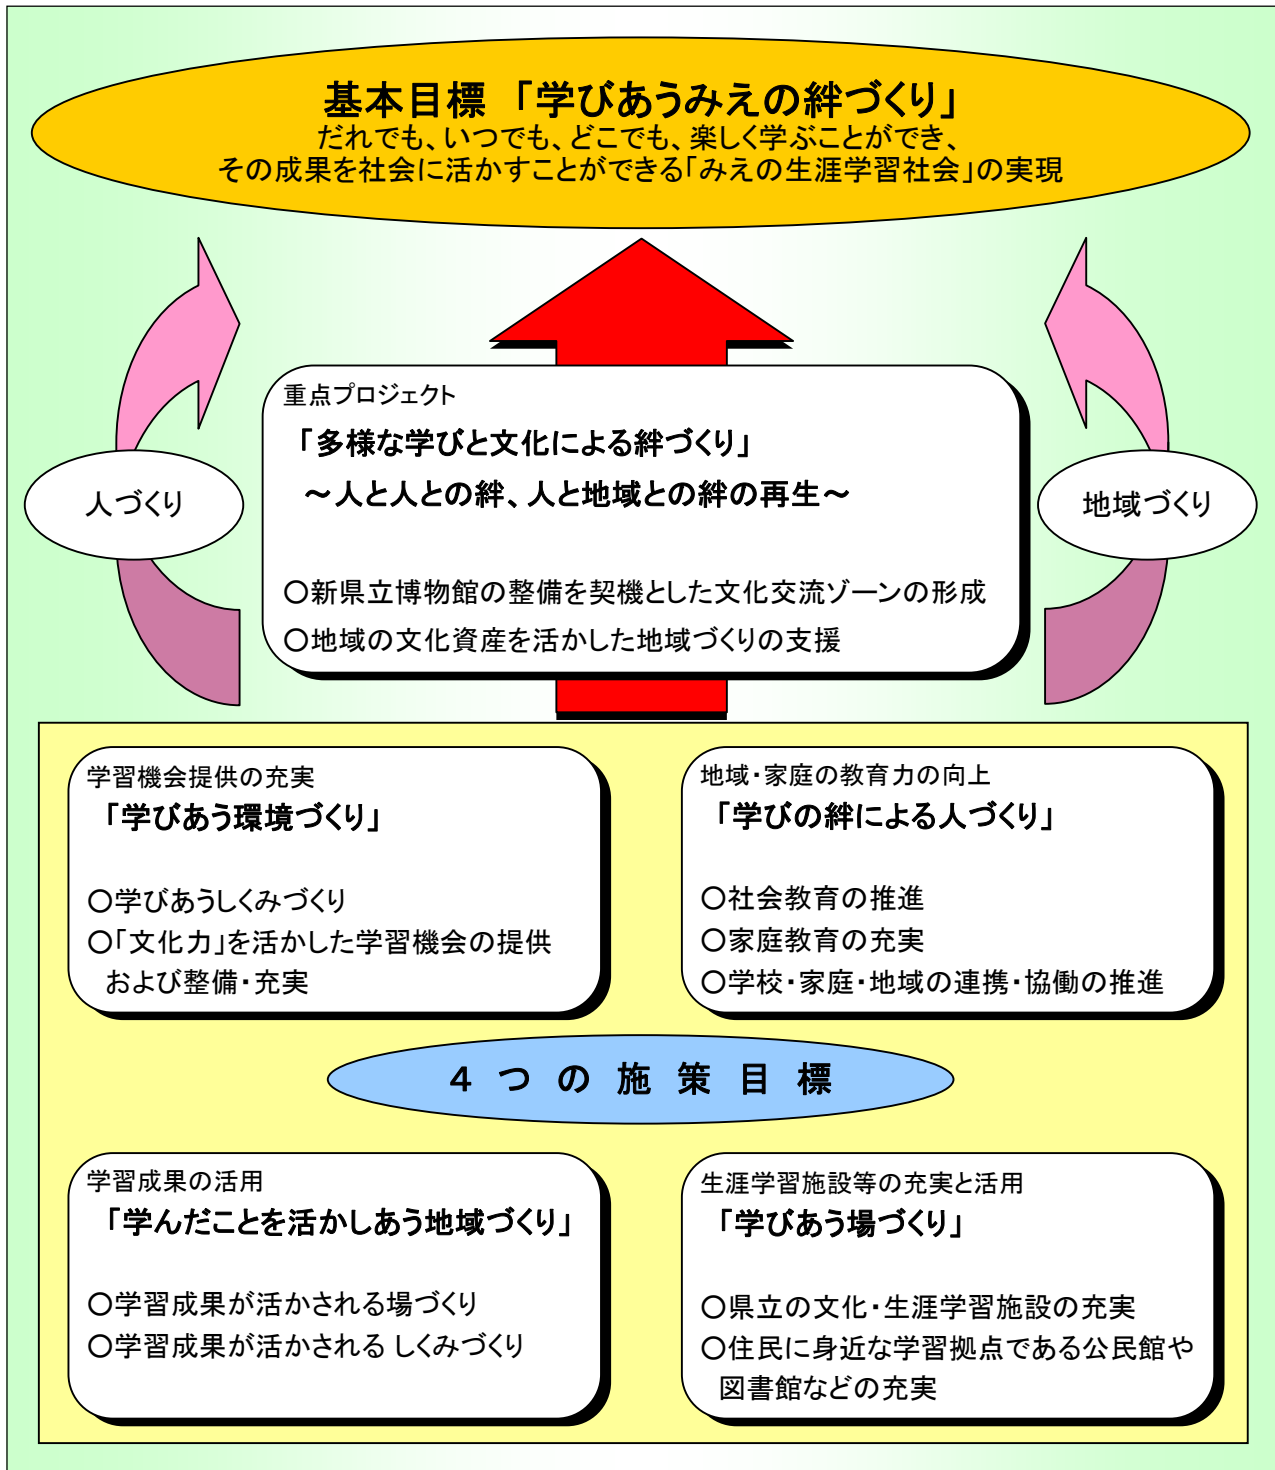 基本目標 「学びあうみえの絆づくり」
だれでも、いつでも、どこでも、楽しく学ぶことができ、
その成果を社会に活かすことができる「みえの生涯学習社会」の実現
重点プロジェクト
「多様な学びと文化による絆づくり」
～人と人との絆、人と地域との絆の再生～
○新県立博物館の整備を契機とした文化交流ゾーンの形成
○地域の文化資産を活かした地域づくりの支援
人づくり
地域づくり
学習機会提供の充実
「学びあう環境づくり」
○学びあうしくみづくり
○「文化力」を活かした学習機会の提供
および整備・充実
地域・家庭の教育力の向上
「学びの絆による人づくり」
○社会教育の推進
○家庭教育の充実
○学校・家庭・地域の連携・協働の推進
４つの施策目標
学習成果の活用
「学んだことを活かしあう地域づくり」
○学習成果が活かされる場づくり
○学習成果が活かされる しくみづくり
生涯学習施設等の充実と活用
「学びあう場づくり」
○県立の文化・生涯学習施設の充実
○住民に身近な学習拠点である公民館や
図書館などの充実